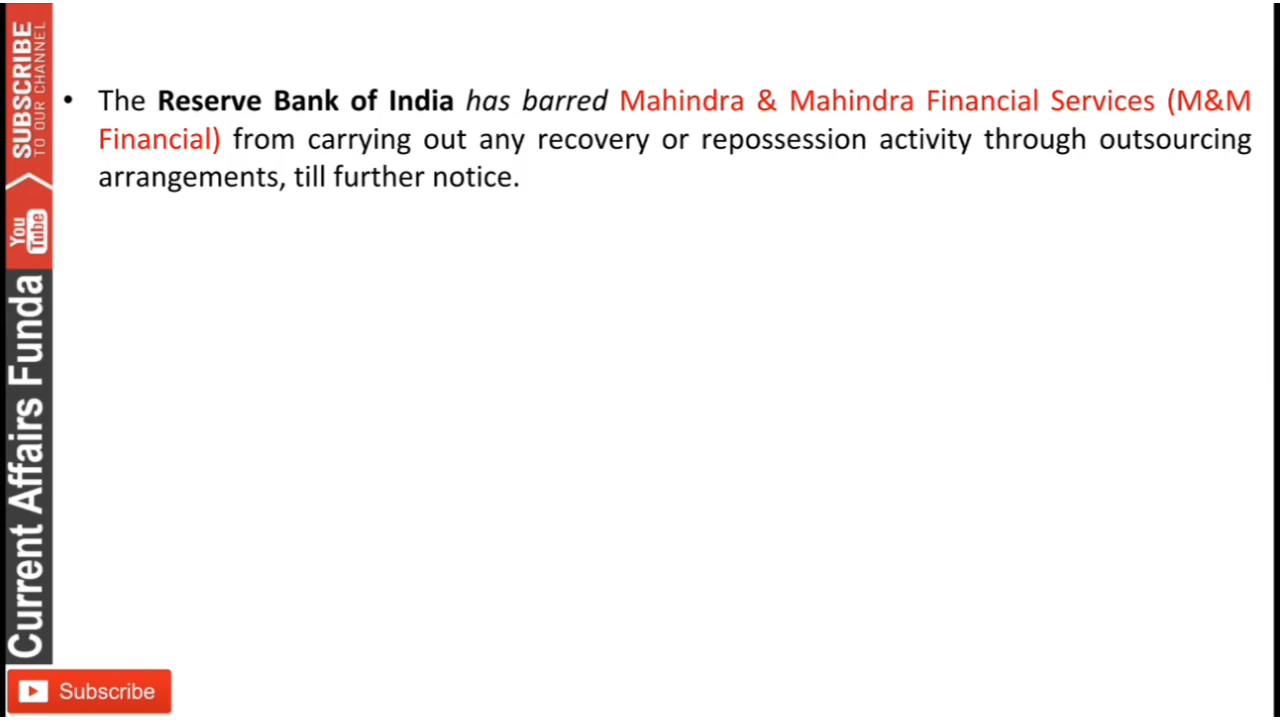 • The Reserve Bank of India has barred Mahindra & Mahindra Financial Services (M&M
Financial) from carrying out any recovery or repossession activity through outsourcing
arrangements, till further notice.
SUBSCRIBE
TO OUR CHANNEL
You
Tube
Current Affairs Funda
Subscribe